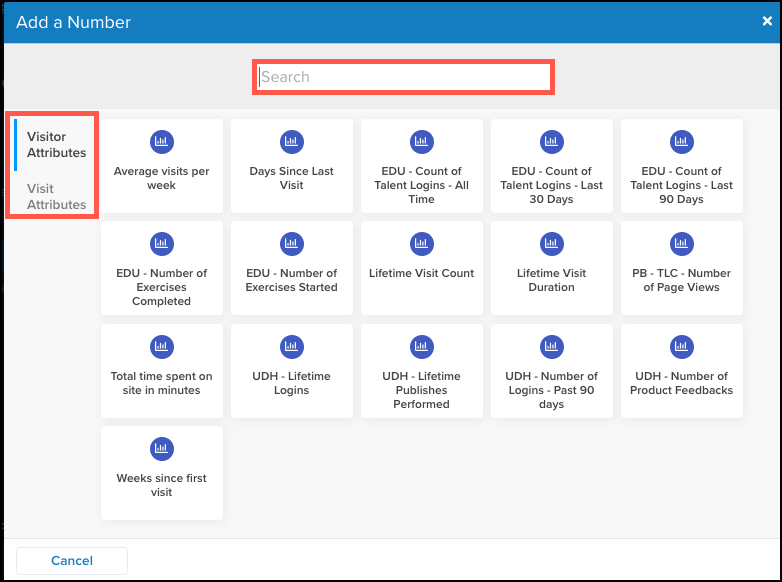 Add a Number
×
Search
Visitor
Attributes
Visit
Attributes
Average visits per
week
Days Since Last
Visit
EDU - Count of
Talent Logins - All
Time
EDU - Count of
Talent Logins - Last
30 Days
EDU - Count of
Talent Logins - Last
90 Days
EDU - Number of
Exercises
Completed
EDU - Number of
Exercises Started
Lifetime Visit Count
Lifetime Visit
Duration
PB - TLC - Number
of Page Views
Total time spent on
site in minutes
UDH - Lifetime
Logins
UDH - Lifetime
Publishes
Performed
UDH - Number of
Logins - Past 90
days
UDH - Number of
Product Feedbacks
Weeks since first
visit
Cancel